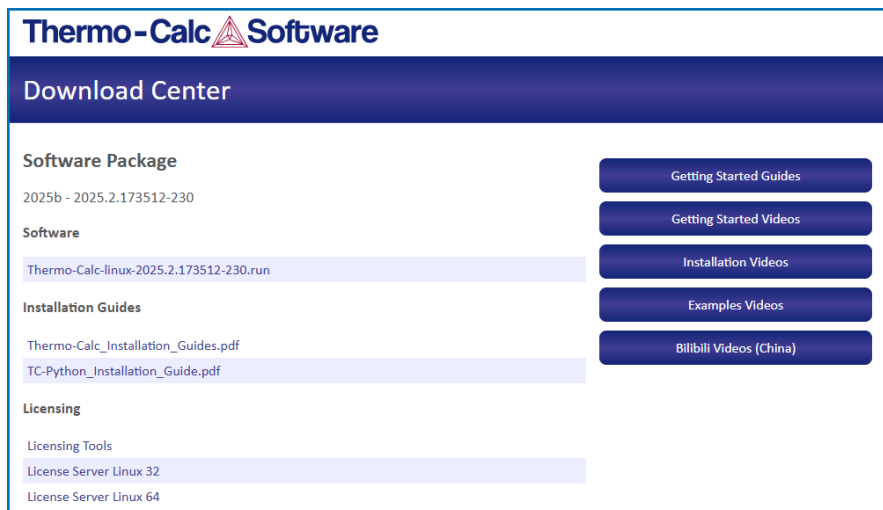 Thermo-Calc Software
Download Center
Software Package
2025b - 2025.2.173512-230
Software
Thermo-Calc-linux-2025.2.173512-230.run
Installation Guides
Thermo-Calc_Installation_Guides.pdf
TC-Python_Installation_Guide.pdf
Licensing
Licensing Tools
License Server Linux 32
License Server Linux 64
Getting Started Guides
Getting Started Videos
Installation Videos
Examples Videos
Bilibili Videos (China)